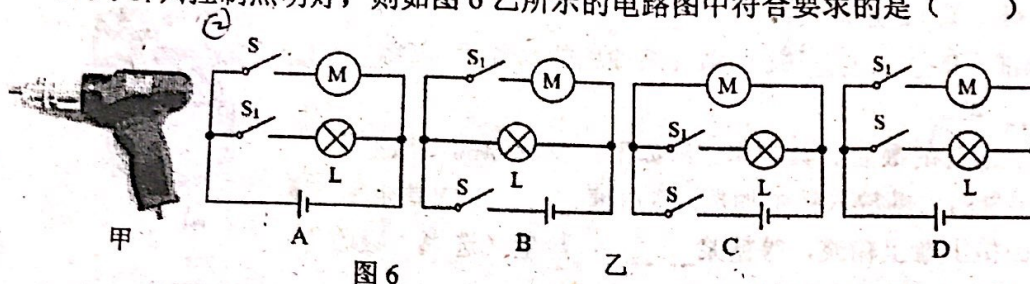 控制照明灯,则如图6乙所示的电路图中符合要求的是( )
②
S M S₁ L A
S₁ M L S B
M S₁ L S C
S₁ M S L D
甲
乙
图6